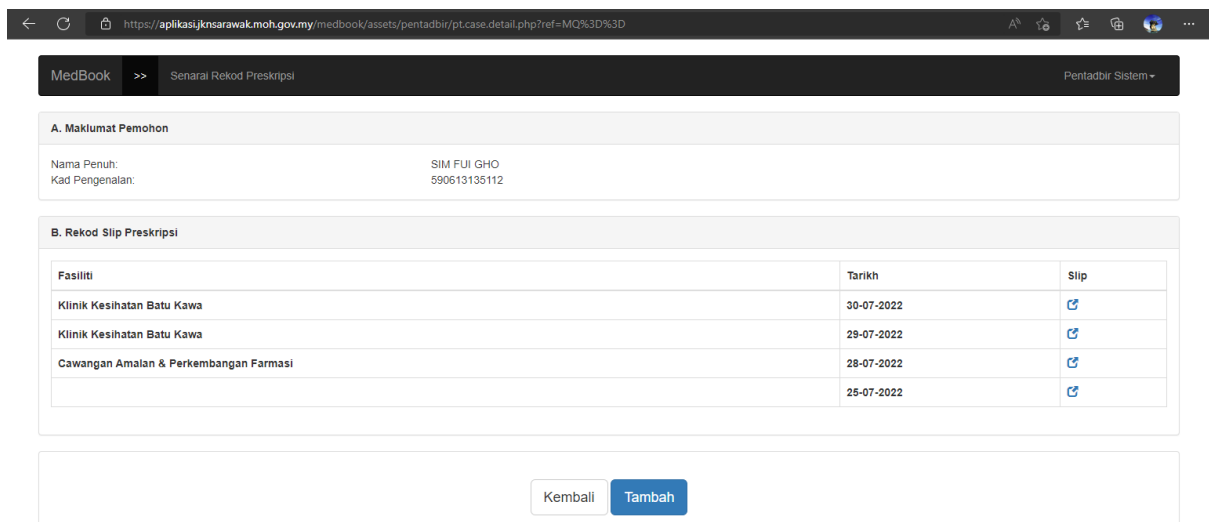 https://aplikasi.jknsarawak.moh.gov.my/medbook/assets/pentadbir/pt.case.detail.php?ref=MQ%3D%3D
MedBook >> Senarai Rekod Preskripsi Pentadbir Sistem
A. Maklumat Pemohon
Nama Penuh: SIM FUI GHO
Kad Pengenalan: 590613135112
B. Rekod Slip Preskripsi
Fasiliti Tarikh Slip
Klinik Kesihatan Batu Kawa 30-07-2022
Klinik Kesihatan Batu Kawa 29-07-2022
Cawangan Amalan & Perkembangan Farmasi 28-07-2022
25-07-2022
Kembali Tambah